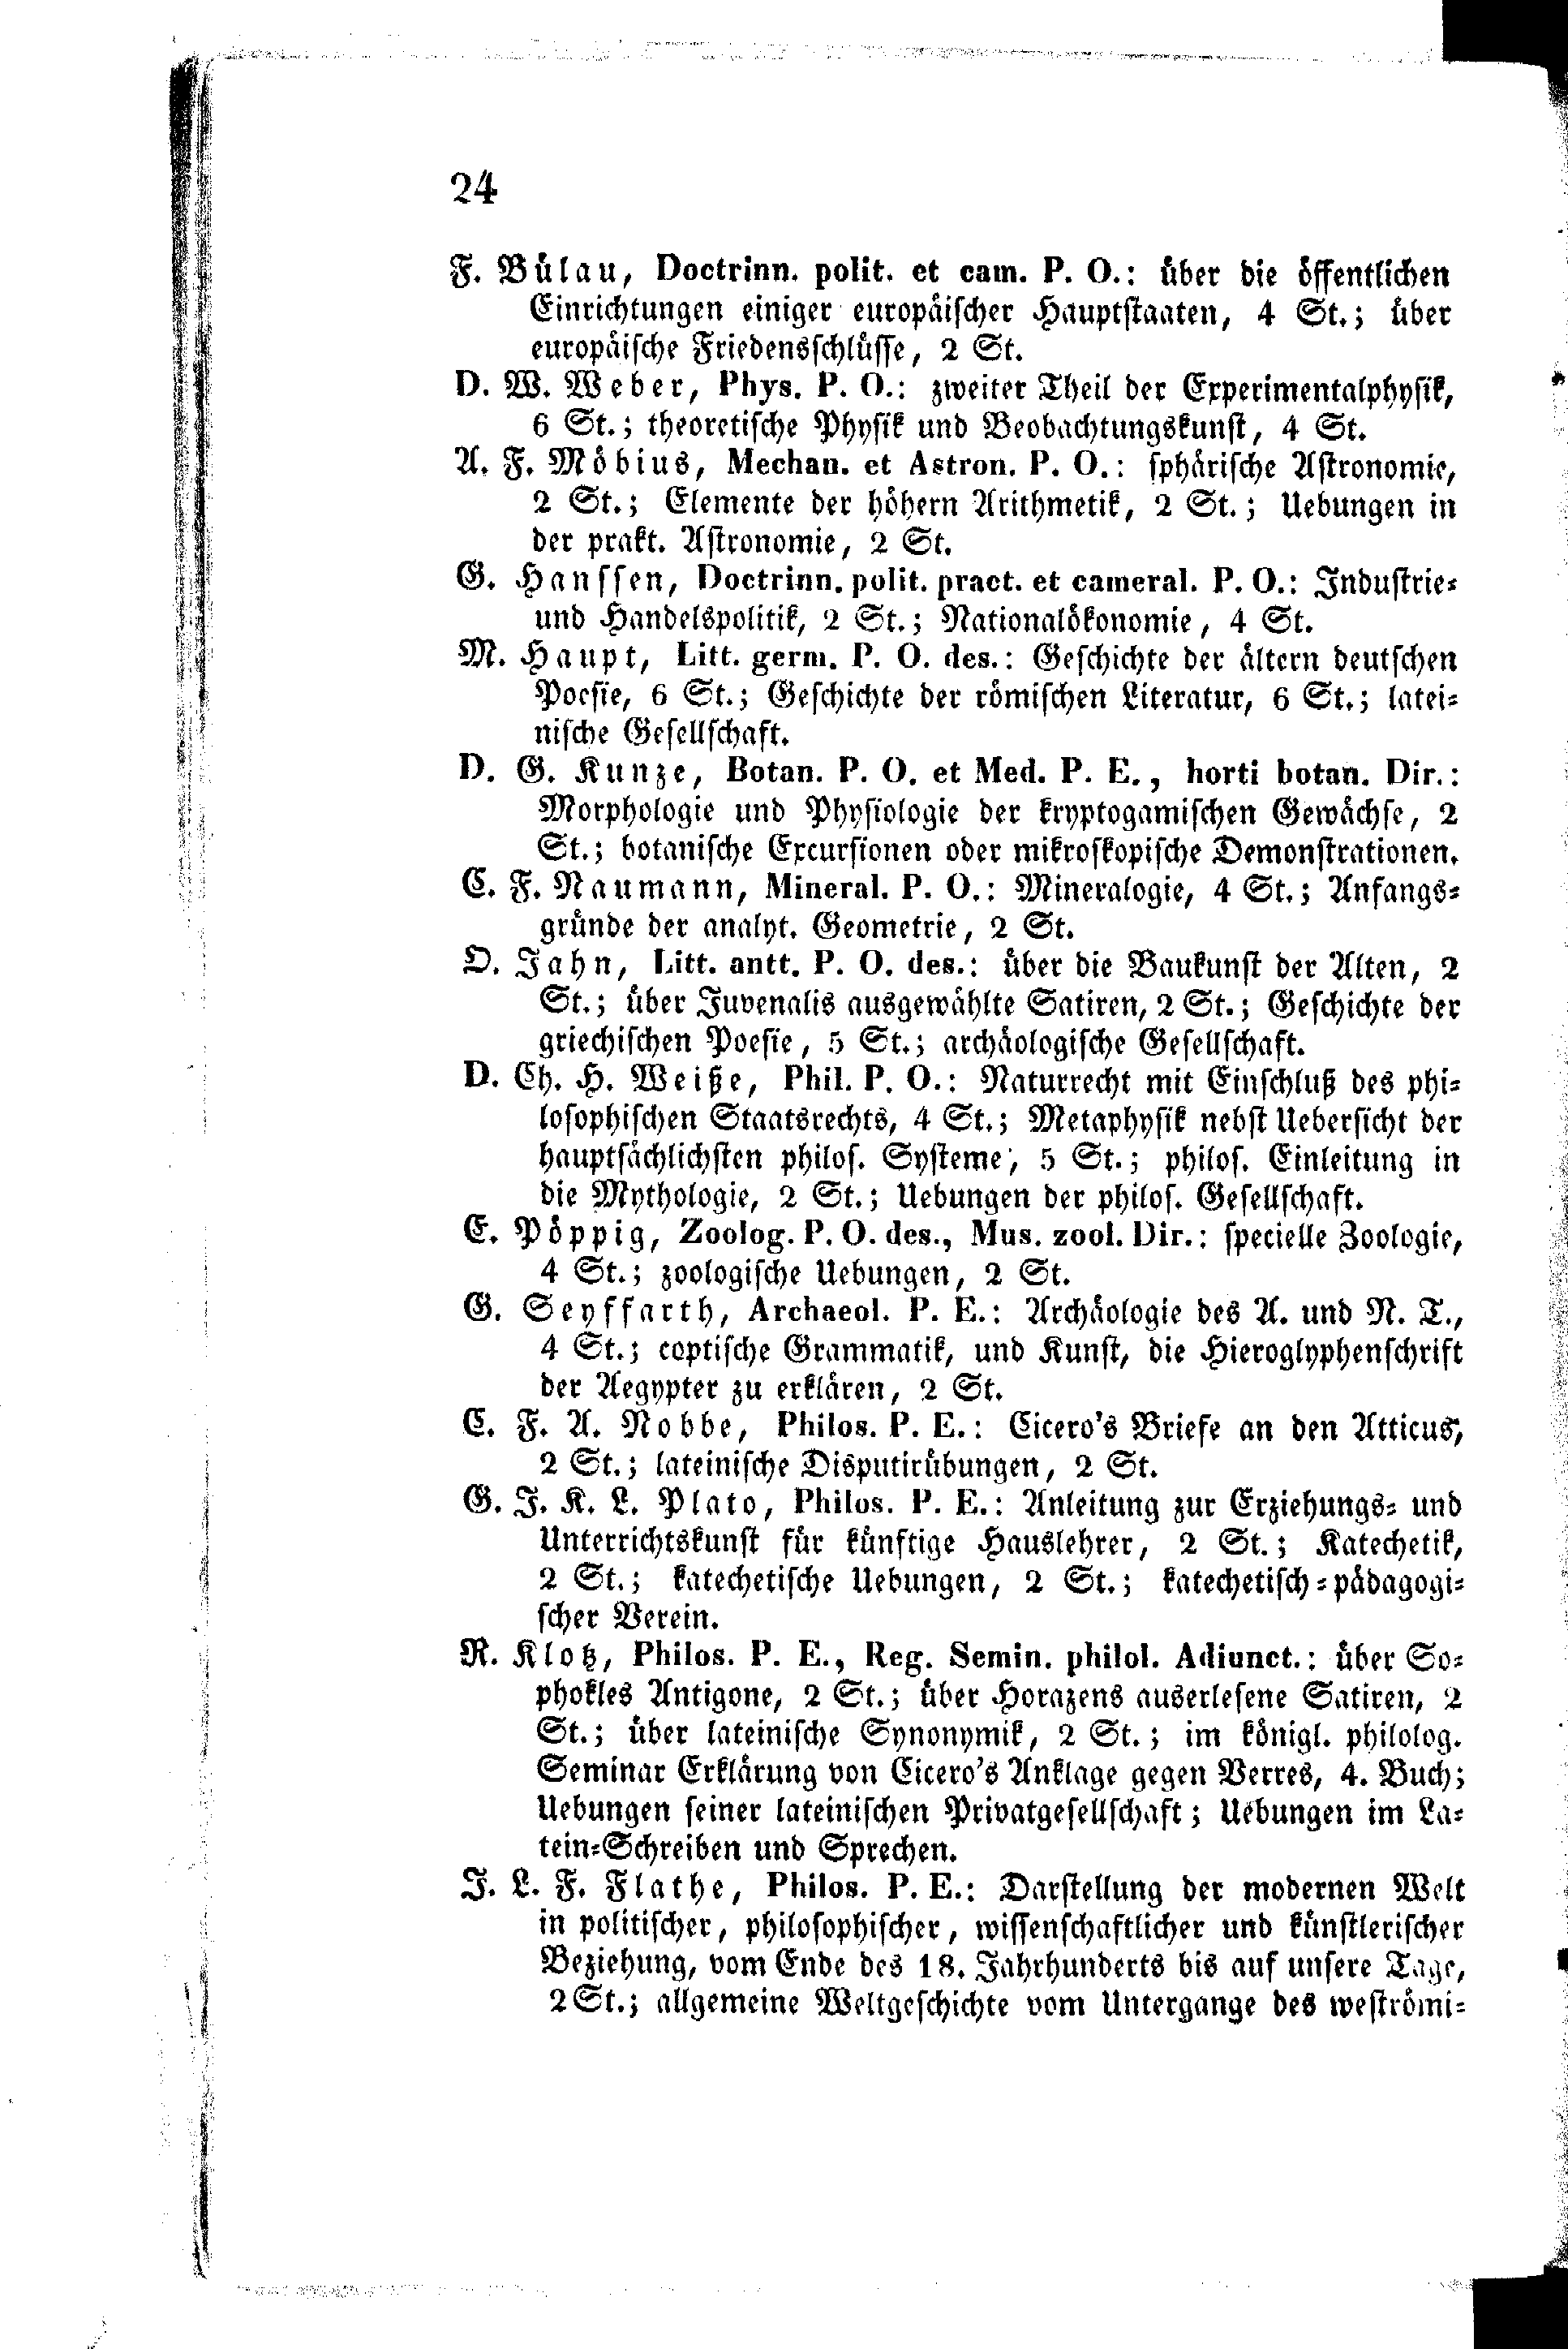 24
F. Bülau, Doctrinn. polit. et cam. P. O.: über die öffentlichen
Einrichtungen einiger europäischer Hauptstaaten, 4 St.; über
europäische Friedensschlüsse, 2 St.
D. W. Weber, Phys. P. O.: zweiter Theil der Experimentalphysik,
6 St.; theoretische Physik und Beobachtungskunst, 4 St.
A. F. Möbius, Mechan. et Astron. P. O.: sphärische Astronomie,
2 St.; Elemente der höhern Arithmetik, 2 St.; Uebungen in
der prakt. Astronomie, 2 St.
G. Hanssen, Doctrinn. polit. pract. et cameral. P. O.: Industrie-
und Handelspolitik, 2 St.; Nationalökonomie, 4 St.
M. Haupt, Litt. germ. P. O. des.: Geschichte der ältern deutschen
Poesie, 6 St.; Geschichte der römischen Literatur, 6 St.; latei-
nische Gesellschaft.
D. G. Kunze, Botan. P. O. et Med. P. E., horti botan. Dir.:
Morphologie und Physiologie der kryptogamischen Gewächse, 2
St.; botanische Excursionen oder mikroskopische Demonstrationen.
C. F. Naumann, Mineral. P. O.: Mineralogie, 4 St.; Anfangs-
gründe der analyt. Geometrie, 2 St.
O. Jahn, Litt. antt. P. O. des.: über die Baukunst der Alten, 2
St.; über Juvenalis ausgewählte Satiren, 2 St.; Geschichte der
griechischen Poesie, 5 St.; archäologische Gesellschaft.
D. Ch. H. Weiße, Phil. P. O.: Naturrecht mit Einschluß des phi-
losophischen Staatsrechts, 4 St.; Metaphysik nebst Uebersicht der
hauptsächlichsten philos. Systeme, 5 St.; philos. Einleitung in
die Mythologie, 2 St.; Uebungen der philos. Gesellschaft.
E. Pöppig, Zoolog. P. O. des., Mus. zool. Dir.: specielle Zoologie,
4 St.; zoologische Uebungen, 2 St.
G. Seyffarth, Archaeol. P. E.: Archäologie des A. und N. T.,
4 St.; coptische Grammatik, und Kunst, die Hieroglyphenschrift
der Aegypter zu erklären, 2 St.
C. F. A. Nobbe, Philos. P. E.: Cicero's Briefe an den Atticus,
2 St.; lateinische Disputirübungen, 2 St.
G. J. K. L. Plato, Philos. P. E.: Anleitung zur Erziehungs- und
Unterrichtskunst für künftige Hauslehrer, 2 St.; Katechetik,
2 St.; katechetische Uebungen, 2 St.; katechetisch-pädagogi-
scher Verein.
R. Klotz, Philos. P. E., Reg. Semin. philol. Adiunct.: über So-
phokles Antigone, 2 St.; über Horazens auserlesene Satiren, 2
St.; über lateinische Synonymik, 2 St.; im königl. philolog.
Seminar Erklärung von Cicero's Anklage gegen Verres, 4. Buch;
Uebungen seiner lateinischen Privatgesellschaft; Uebungen im La-
tein-Schreiben und Sprechen.
J. L. F. Flathe, Philos. P. E.: Darstellung der modernen Welt
in politischer, philosophischer, wissenschaftlicher und künstlerischer
Beziehung, vom Ende des 18. Jahrhunderts bis auf unsere Tage,
2 St.; allgemeine Weltgeschichte vom Untergange des weströmi-